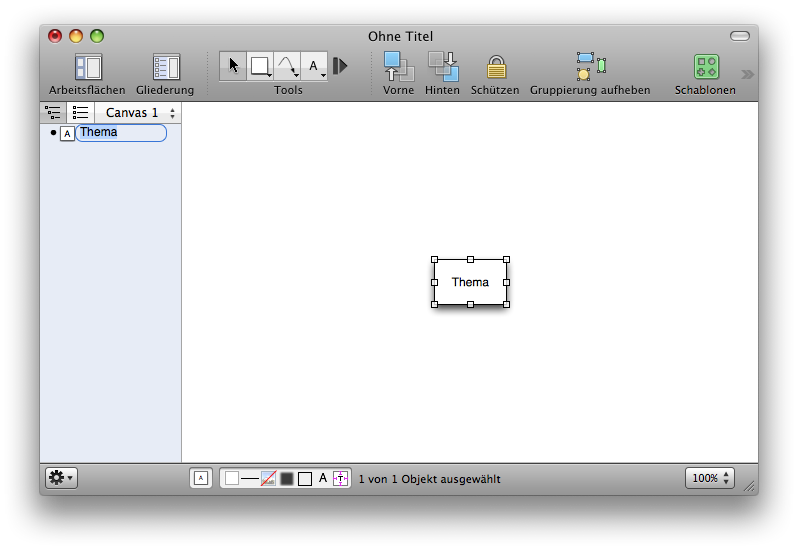 Ohne Titel
Arbeitsflächen Gliederung Tools Vorne Hinten Schützen Gruppierung aufheben Schablonen
A
Canvas 1
A Thema
Thema
A A T 1 von 1 Objekt ausgewählt 100%